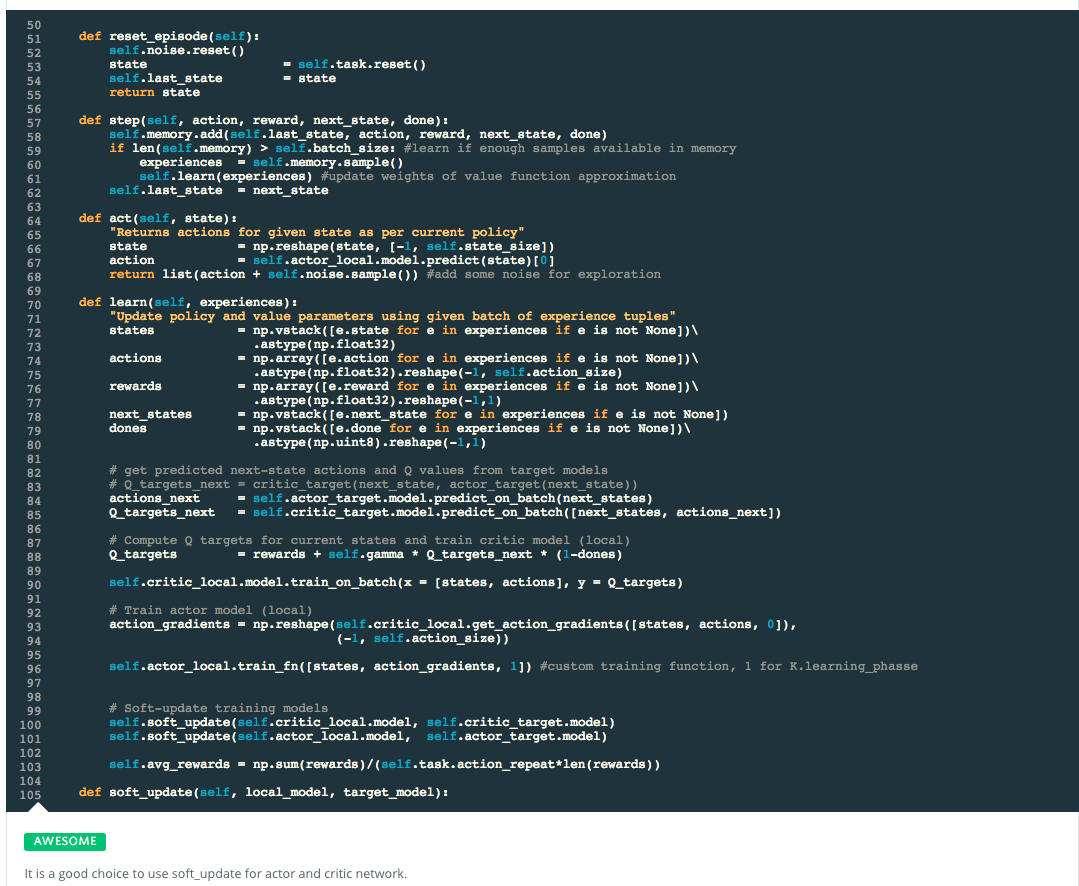 50
51     def reset_episode(self):
52         self.noise.reset()
53         state                  = self.task.reset()
54         self.last_state        = state
55         return state
56
57     def step(self, action, reward, next_state, done):
58         self.memory.add(self.last_state, action, reward, next_state, done)
59         if len(self.memory) > self.batch_size: #learn if enough samples available in memory
60             experiences  = self.memory.sample()
61             self.learn(experiences) #update weights of value function approximation
62         self.last_state  = next_state
63
64     def act(self, state):
65         "Returns actions for given state as per current policy"
66         state            = np.reshape(state, [-1, self.state_size])
67         action           = self.actor_local.model.predict(state)[0]
68         return list(action + self.noise.sample()) #add some noise for exploration
69
70     def learn(self, experiences):
71         "Update policy and value parameters using given batch of experience tuples"
72         states           = np.vstack([e.state for e in experiences if e is not None])\
73                            .astype(np.float32)
74         actions          = np.array([e.action for e in experiences if e is not None])\
75                            .astype(np.float32).reshape(-1, self.action_size)
76         rewards          = np.array([e.reward for e in experiences if e is not None])\
77                            .astype(np.float32).reshape(-1,1)
78         next_states      = np.vstack([e.next_state for e in experiences if e is not None])
79         dones            = np.vstack([e.done for e in experiences if e is not None])\
80                            .astype(np.uint8).reshape(-1,1)
81
82         # get predicted next-state actions and Q values from target models
83         # Q_targets_next = critic_target(next_state, actor_target(next_state))
84         actions_next     = self.actor_target.model.predict_on_batch(next_states)
85         Q_targets_next   = self.critic_target.model.predict_on_batch([next_states, actions_next])
86
87         # Compute Q targets for current states and train critic model (local)
88         Q_targets        = rewards + self.gamma * Q_targets_next * (1-dones)
89
90         self.critic_local.model.train_on_batch(x = [states, actions], y = Q_targets)
91
92         # Train actor model (local)
93         action_gradients = np.reshape(self.critic_local.get_action_gradients([states, actions, 0]),
94                                       (-1, self.action_size))
95
96         self.actor_local.train_fn([states, action_gradients, 1]) #custom training function, 1 for K.learning_phasse
97
98
99         # Soft-update training models
100         self.soft_update(self.critic_local.model, self.critic_target.model)
101         self.soft_update(self.actor_local.model,  self.actor_target.model)
102
103         self.avg_rewards = np.sum(rewards)/(self.task.action_repeat*len(rewards))
104
105     def soft_update(self, local_model, target_model):
AWESOME
It is a good choice to use soft_update for actor and critic network.